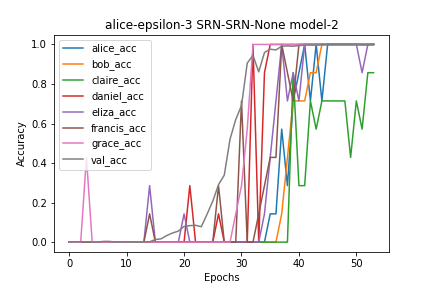 alice-epsilon-3 SRN-SRN-None model-2
1.0
0.8
0.6
0.4
0.2
0.0
Accuracy
alice_acc
bob_acc
claire_acc
daniel_acc
eliza_acc
francis_acc
grace_acc
val_acc
0 10 20 30 40 50
Epochs